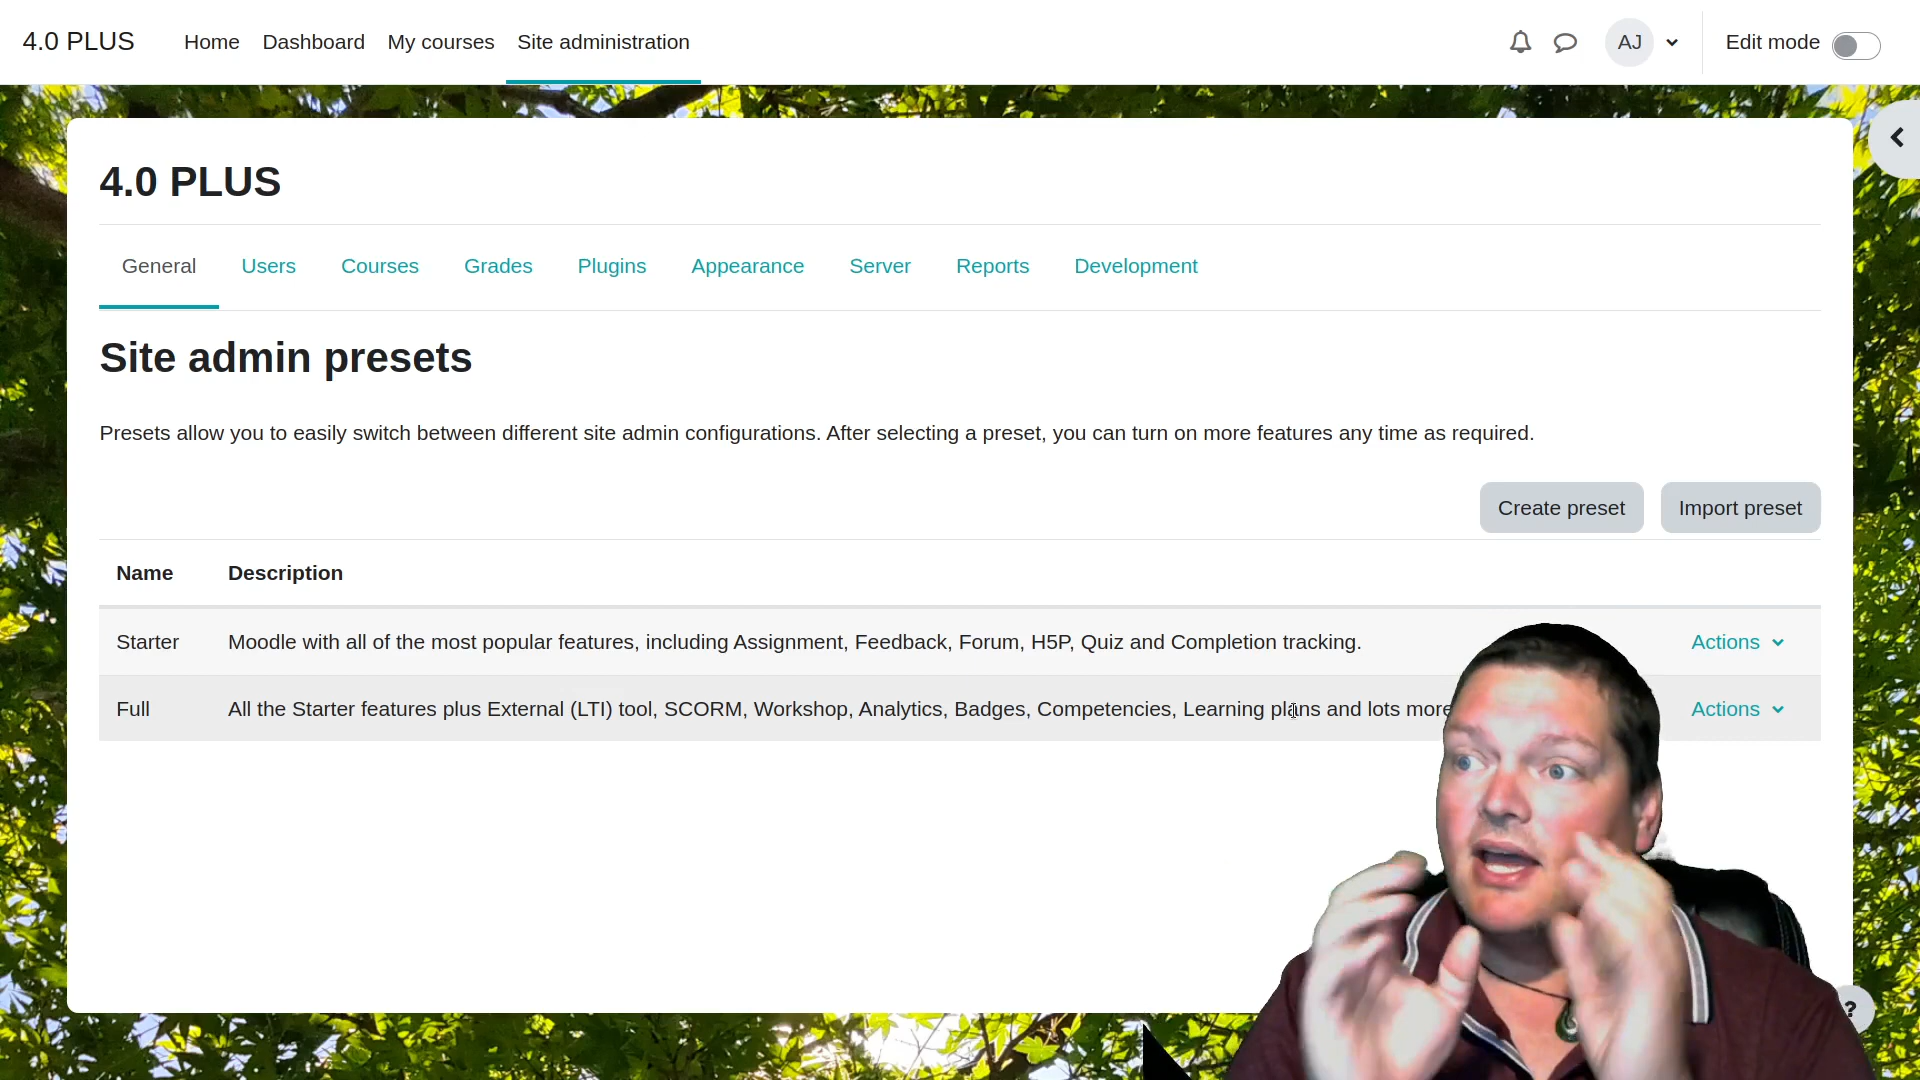 4.0 PLUS Home Dashboard My courses Site administration AJ Edit mode
4.0 PLUS
General Users Courses Grades Plugins Appearance Server Reports Development
Site admin presets
Presets allow you to easily switch between different site admin configurations. After selecting a preset, you can turn on more features any time as required.
Create preset Import preset
Name Description
Starter Moodle with all of the most popular features, including Assignment, Feedback, Forum, H5P, Quiz and Completion tracking. Actions
Full All the Starter features plus External (LTI) tool, SCORM, Workshop, Analytics, Badges, Competencies, Learning plans and lots more Actions
?